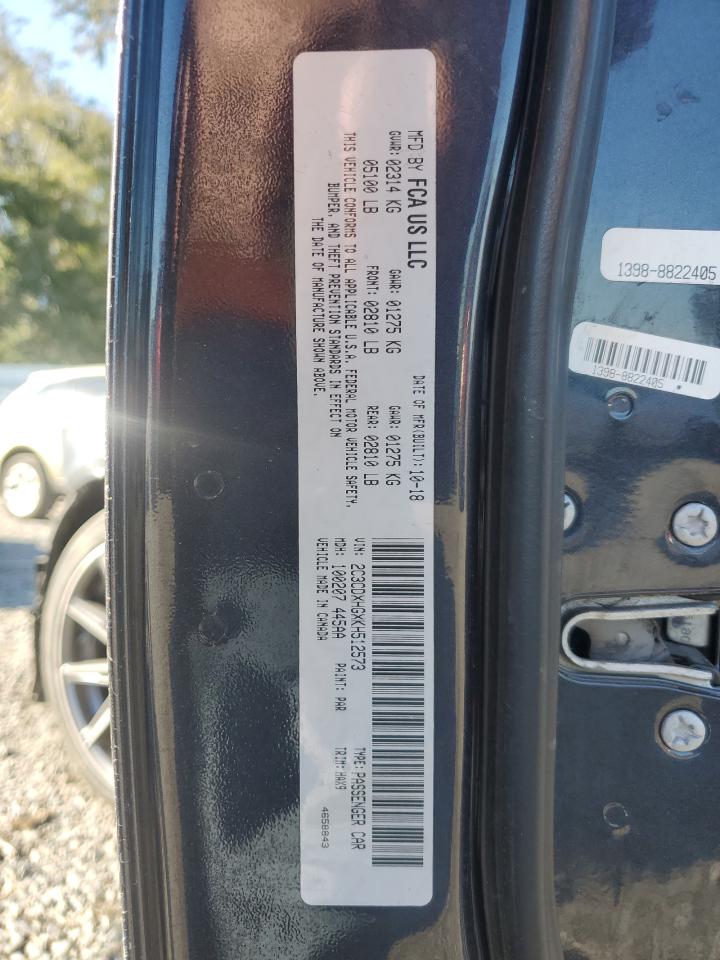 MFD BY FCA US LLC
DATE OF MFR(BUILT): 10-18
GVWR: 02314 KG
GAWR: 01275 KG
GAWR: 01275 KG
05100 LB
FRONT: 02810 LB
REAR: 02810 LB
THIS VEHICLE CONFORMS TO ALL APPLICABLE U.S.A. FEDERAL MOTOR VEHICLE SAFETY,
BUMPER, AND THEFT PREVENTION STANDARDS IN EFFECT ON
THE DATE OF MANUFACTURE SHOWN ABOVE.
VIN: 2C3CDXHGXKH512573
TYPE: PASSENGER CAR
MDH: 100207 445AA
PAINT: PAR
TRIM: HAX9
VEHICLE MADE IN CANADA
4658843
1398-8822405
1398-8822405